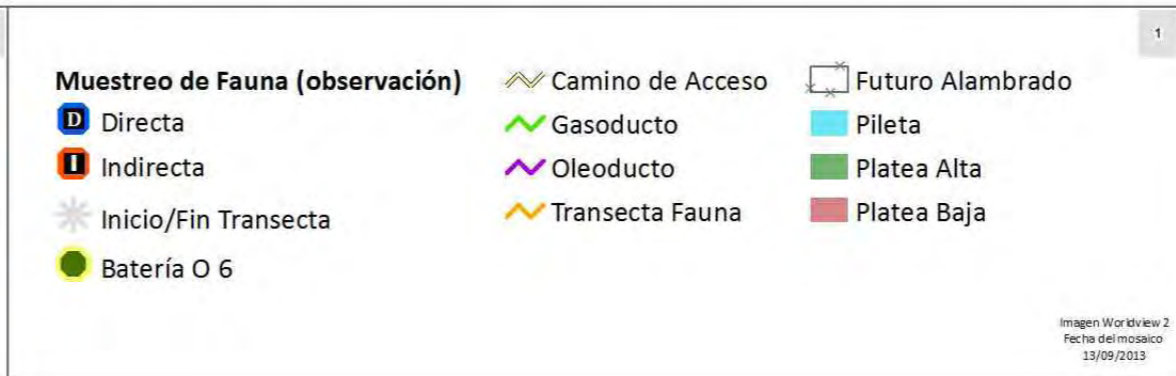 1
Muestreo de Fauna (observación)
D Directa
I Indirecta
Inicio/Fin Transecta
Batería O 6
Camino de Acceso
Gasoducto
Oleoducto
Transecta Fauna
Futuro Alambrado
Pileta
Platea Alta
Platea Baja
Imagen Worldview 2
Fecha del mosaico
13/09/2013